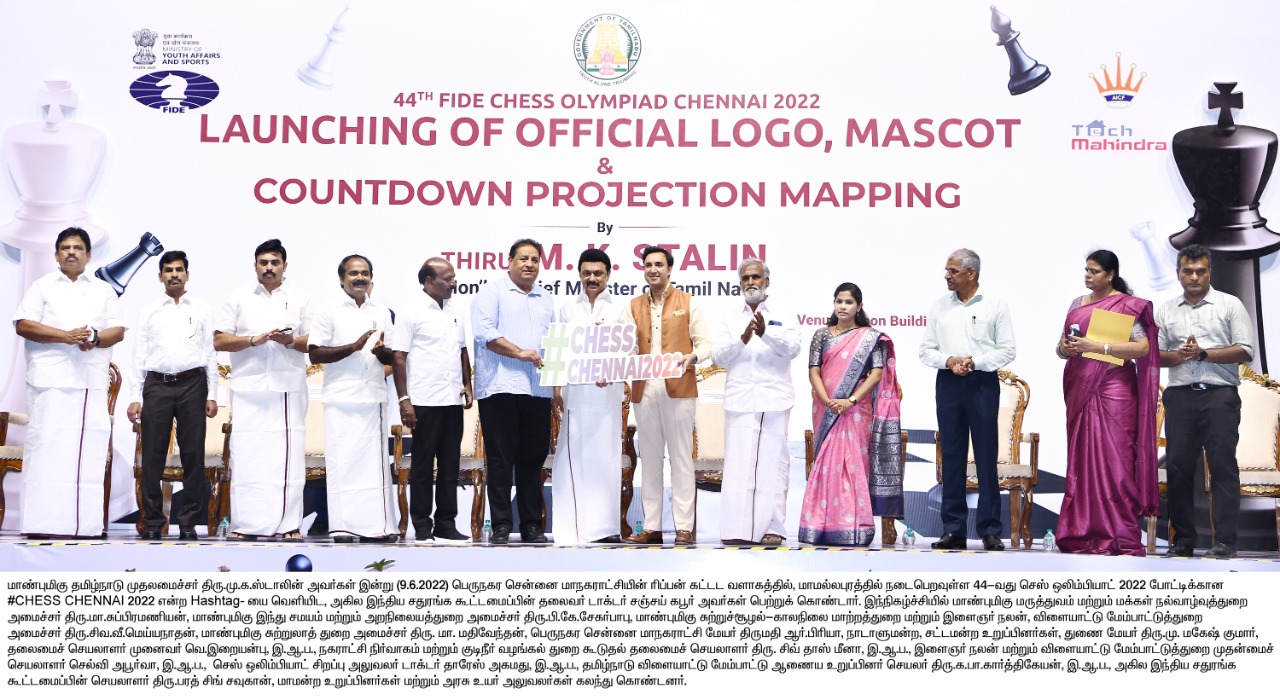 युवा कार्यक्रम
एवं खेल मंत्रालय
MINISTRY OF
YOUTH AFFAIRS
AND SPORTS
FIDE
GOVERNMENT OF TAMILNADU
TRUTH ALONE TRIUMPHS
AICF
Tech
Mahindra
44TH FIDE CHESS OLYMPIAD CHENNAI 2022
LAUNCHING OF OFFICIAL LOGO, MASCOT
&
COUNTDOWN PROJECTION MAPPING
By
THIRU M. K. STALIN
#CHESS
CHENNAI2022
மாண்புமிகு தமிழ்நாடு முதலமைச்சர் திரு.மு.க.ஸ்டாலின் அவர்கள் இன்று (9.6.2022) பெருநகர சென்னை மாநகராட்சியின் ரிப்பன் கட்டட வளாகத்தில், மாமல்லபுரத்தில் நடைபெறவுள்ள 44-வது செஸ் ஒலிம்பியாட் 2022 போட்டிக்கான
#CHESS CHENNAI 2022 என்ற Hashtag- யை வெளியிட, அகில இந்திய சதுரங்க கூட்டமைப்பின் தலைவர் டாக்டர் சஞ்சய் கபூர் அவர்கள் பெற்றுக் கொண்டார். இந்நிகழ்ச்சியில் மாண்புமிகு மருத்துவம் மற்றும் மக்கள் நல்வாழ்வுத்துறை
அமைச்சர் திரு.மா.சுப்பிரமணியன், மாண்புமிகு இந்து சமயம் மற்றும் அறநிலையத்துறை அமைச்சர் திரு.பி.கே.சேகர்பாபு, மாண்புமிகு சுற்றுச்சூழல்-காலநிலை மாற்றத்துறை மற்றும் இளைஞர் நலன், விளையாட்டு மேம்பாட்டுத்துறை
அமைச்சர் திரு.சிவ.வீ.மெய்யநாதன், மாண்புமிகு சுற்றுலாத் துறை அமைச்சர் திரு. மா. மதிவேந்தன், பெருநகர சென்னை மாநகராட்சி மேயர் திருமதி ஆர்.பிரியா, நாடாளுமன்ற, சட்டமன்ற உறுப்பினர்கள், துணை மேயர் திரு.மு. மகேஷ் குமார்,
தலைமைச் செயலாளர் முனைவர் வெ.இறையன்பு, இ.ஆ.ப., நகராட்சி நிர்வாகம் மற்றும் குடிநீர் வழங்கல் துறை கூடுதல் தலைமைச் செயலாளர் திரு. சிவ் தாஸ் மீனா, இ.ஆ.ப., இளைஞர் நலன் மற்றும் விளையாட்டு மேம்பாட்டுத்துறை முதன்மைச்
செயலாளர் செல்வி அபூர்வா, இ.ஆ.ப., செஸ் ஒலிம்பியாட் சிறப்பு அலுவலர் டாக்டர் தாரேஸ் அகமது, இ.ஆ.ப., தமிழ்நாடு விளையாட்டு மேம்பாட்டு ஆணைய உறுப்பினர் செயலர் திரு.க.பா.கார்த்திகேயன், இ.ஆ.ப., அகில இந்திய சதுரங்க
கூட்டமைப்பின் செயலாளர் திரு.பரத் சிங் சவுகான், மாமன்ற உறுப்பினர்கள் மற்றும் அரசு உயர் அலுவலர்கள் கலந்து கொண்டனர்.